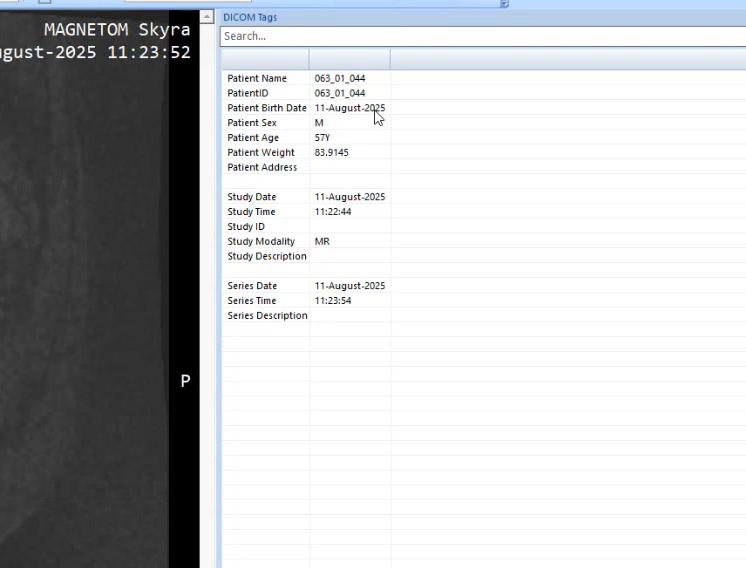 MAGNETOM Skyra
gust-2025 11:23:52
P
DICOM Tags
Search...
Patient Name 063_01_044
PatientID 063_01_044
Patient Birth Date 11-August-2025
Patient Sex M
Patient Age 57Y
Patient Weight 83.9145
Patient Address
Study Date 11-August-2025
Study Time 11:22:44
Study ID
Study Modality MR
Study Description
Series Date 11-August-2025
Series Time 11:23:54
Series Description